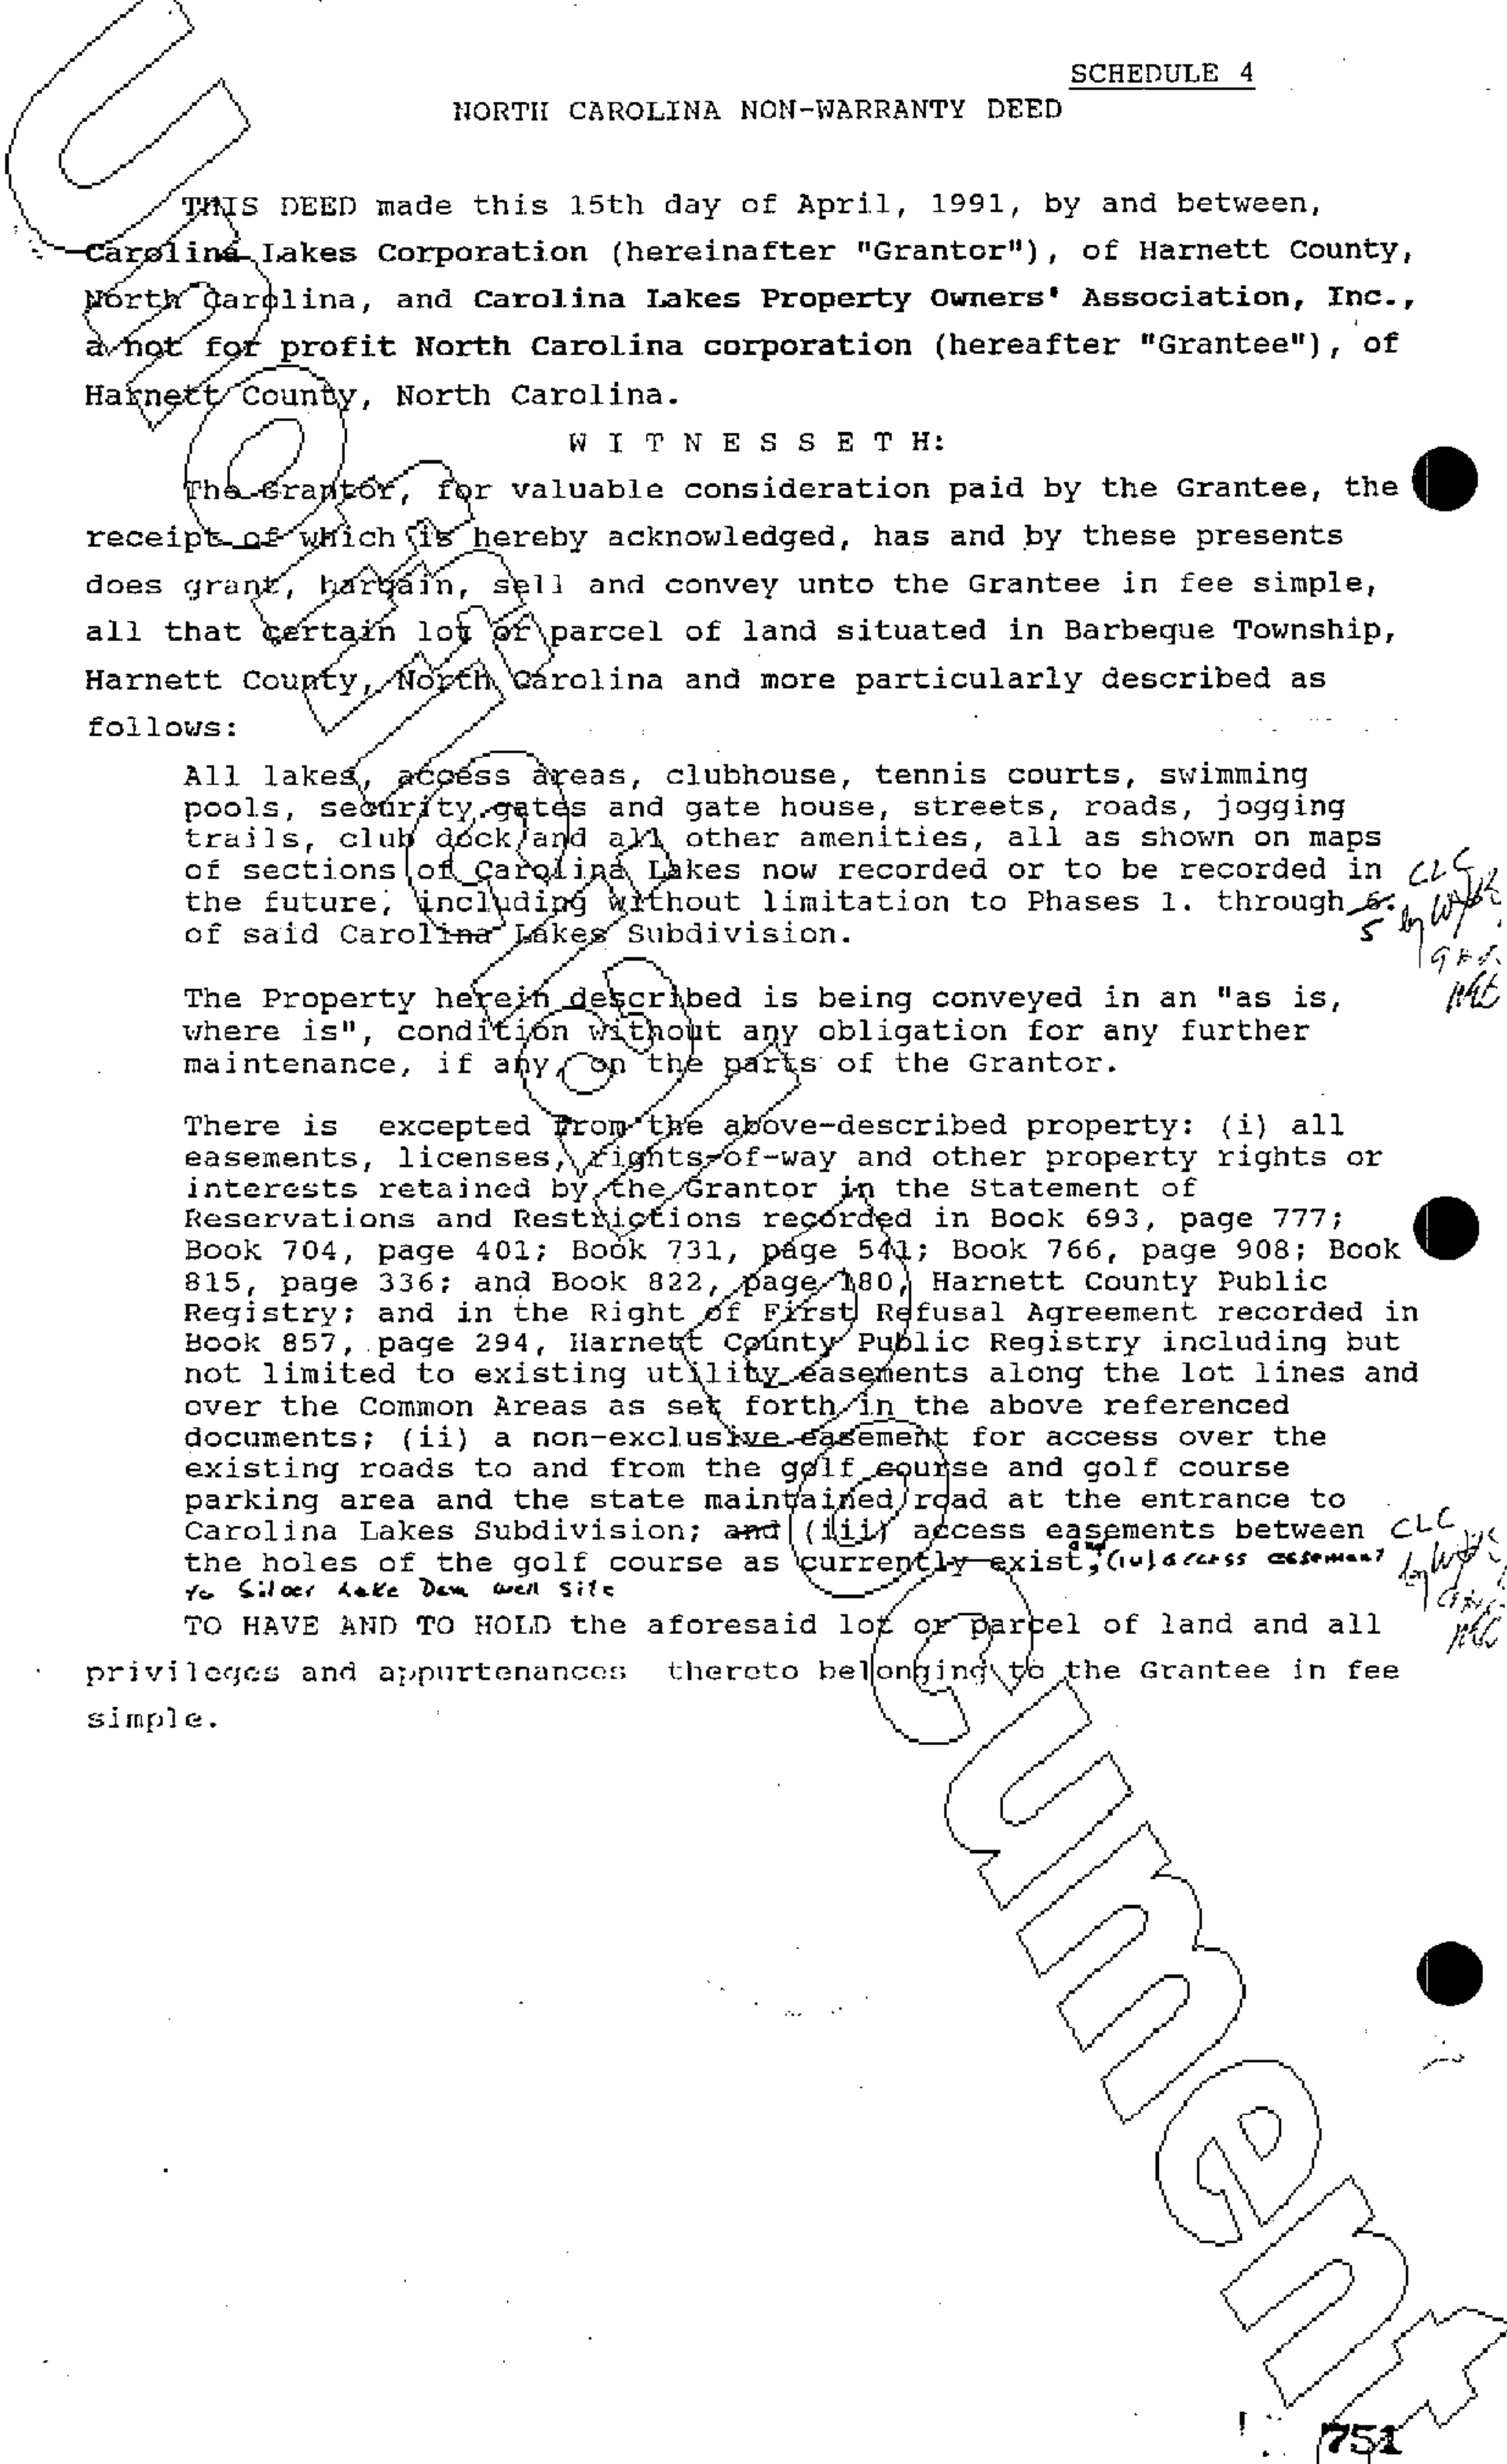 SCHEDULE 4
NORTH CAROLINA NON-WARRANTY DEED
THIS DEED made this 15th day of April, 1991, by and between,
Carolina Lakes Corporation (hereinafter "Grantor"), of Harnett County,
North Carolina, and Carolina Lakes Property Owners' Association, Inc.,
a not for profit North Carolina corporation (hereafter "Grantee"), of
Harnett County, North Carolina.
W I T N E S S E T H:
The Grantor, for valuable consideration paid by the Grantee, the
receipt of which is hereby acknowledged, has and by these presents
does grant, bargain, sell and convey unto the Grantee in fee simple,
all that certain lot or parcel of land situated in Barbeque Township,
Harnett County, North Carolina and more particularly described as
follows:
All lakes, access areas, clubhouse, tennis courts, swimming
pools, security gates and gate house, streets, roads, jogging
trails, club dock and all other amenities, all as shown on maps
of sections of Carolina Lakes now recorded or to be recorded in
CLC
the future, including without limitation to Phases 1. through 6.
by
of said Carolina Lakes Subdivision.
5
The Property herein described is being conveyed in an "as is,
where is", condition without any obligation for any further
maintenance, if any, on the parts of the Grantor.
There is excepted from the above-described property: (i) all
easements, licenses, rights-of-way and other property rights or
interests retained by the Grantor in the Statement of
Reservations and Restrictions recorded in Book 693, page 777;
Book 704, page 401; Book 731, page 541; Book 766, page 908; Book
815, page 336; and Book 822, page 180, Harnett County Public
Registry; and in the Right of First Refusal Agreement recorded in
Book 857, page 294, Harnett County Public Registry including but
not limited to existing utility easements along the lot lines and
over the Common Areas as set forth in the above referenced
documents; (ii) a non-exclusive easement for access over the
existing roads to and from the golf course and golf course
parking area and the state maintained road at the entrance to
Carolina Lakes Subdivision; and (iii) access easements between
CLC
the holes of the golf course as currently exist; and (iv) access easement
by
to Silver Lake Dam well site
TO HAVE AND TO HOLD the aforesaid lot or parcel of land and all
privileges and appurtenances thereto belonging to the Grantee in fee
simple.
751
Unofficial Document